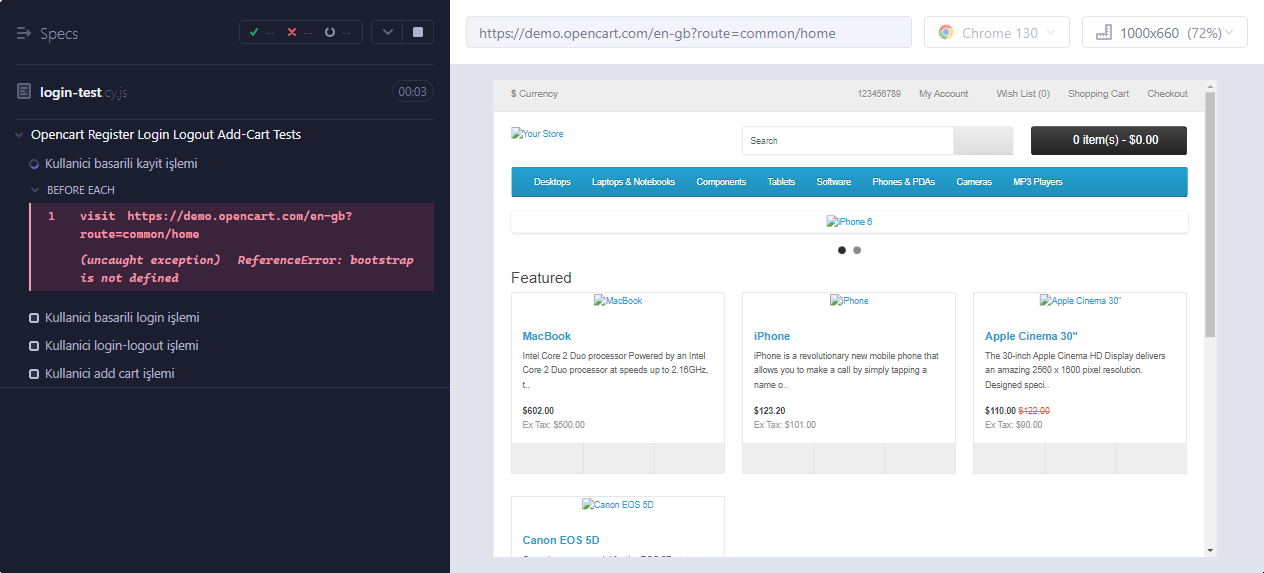 Specs
-- -- --
https://demo.opencart.com/en-gb?route=common/home
Chrome 130
1000x660 (72%)
login-test.cy.js
00:03
Opencart Register Login Logout Add-Cart Tests
Kullanici basarili kayit işlemi
BEFORE EACH
1 visit https://demo.opencart.com/en-gb?
route=common/home
(uncaught exception) ReferenceError: bootstrap
is not defined
Kullanici basarili login işlemi
Kullanici login-logout işlemi
Kullanici add cart işlemi
$ Currency
123456789 My Account Wish List (0) Shopping Cart Checkout
Your Store
Search
0 item(s) - $0.00
Desktops Laptops & Notebooks Components Tablets Software Phones & PDAs Cameras MP3 Players
iPhone 6
Featured
MacBook
MacBook
Intel Core 2 Duo processor Powered by an Intel
Core 2 Duo processor at speeds up to 2.16GHz,
t..
$602.00
Ex Tax: $500.00
iPhone
iPhone
iPhone is a revolutionary new mobile phone that
allows you to make a call by simply tapping a
name o..
$123.20
Ex Tax: $101.00
Apple Cinema 30"
Apple Cinema 30"
The 30-inch Apple Cinema HD Display delivers
an amazing 2560 x 1600 pixel resolution.
Designed speci..
$110.00 $122.00
Ex Tax: $90.00
Canon EOS 5D
Canon EOS 5D